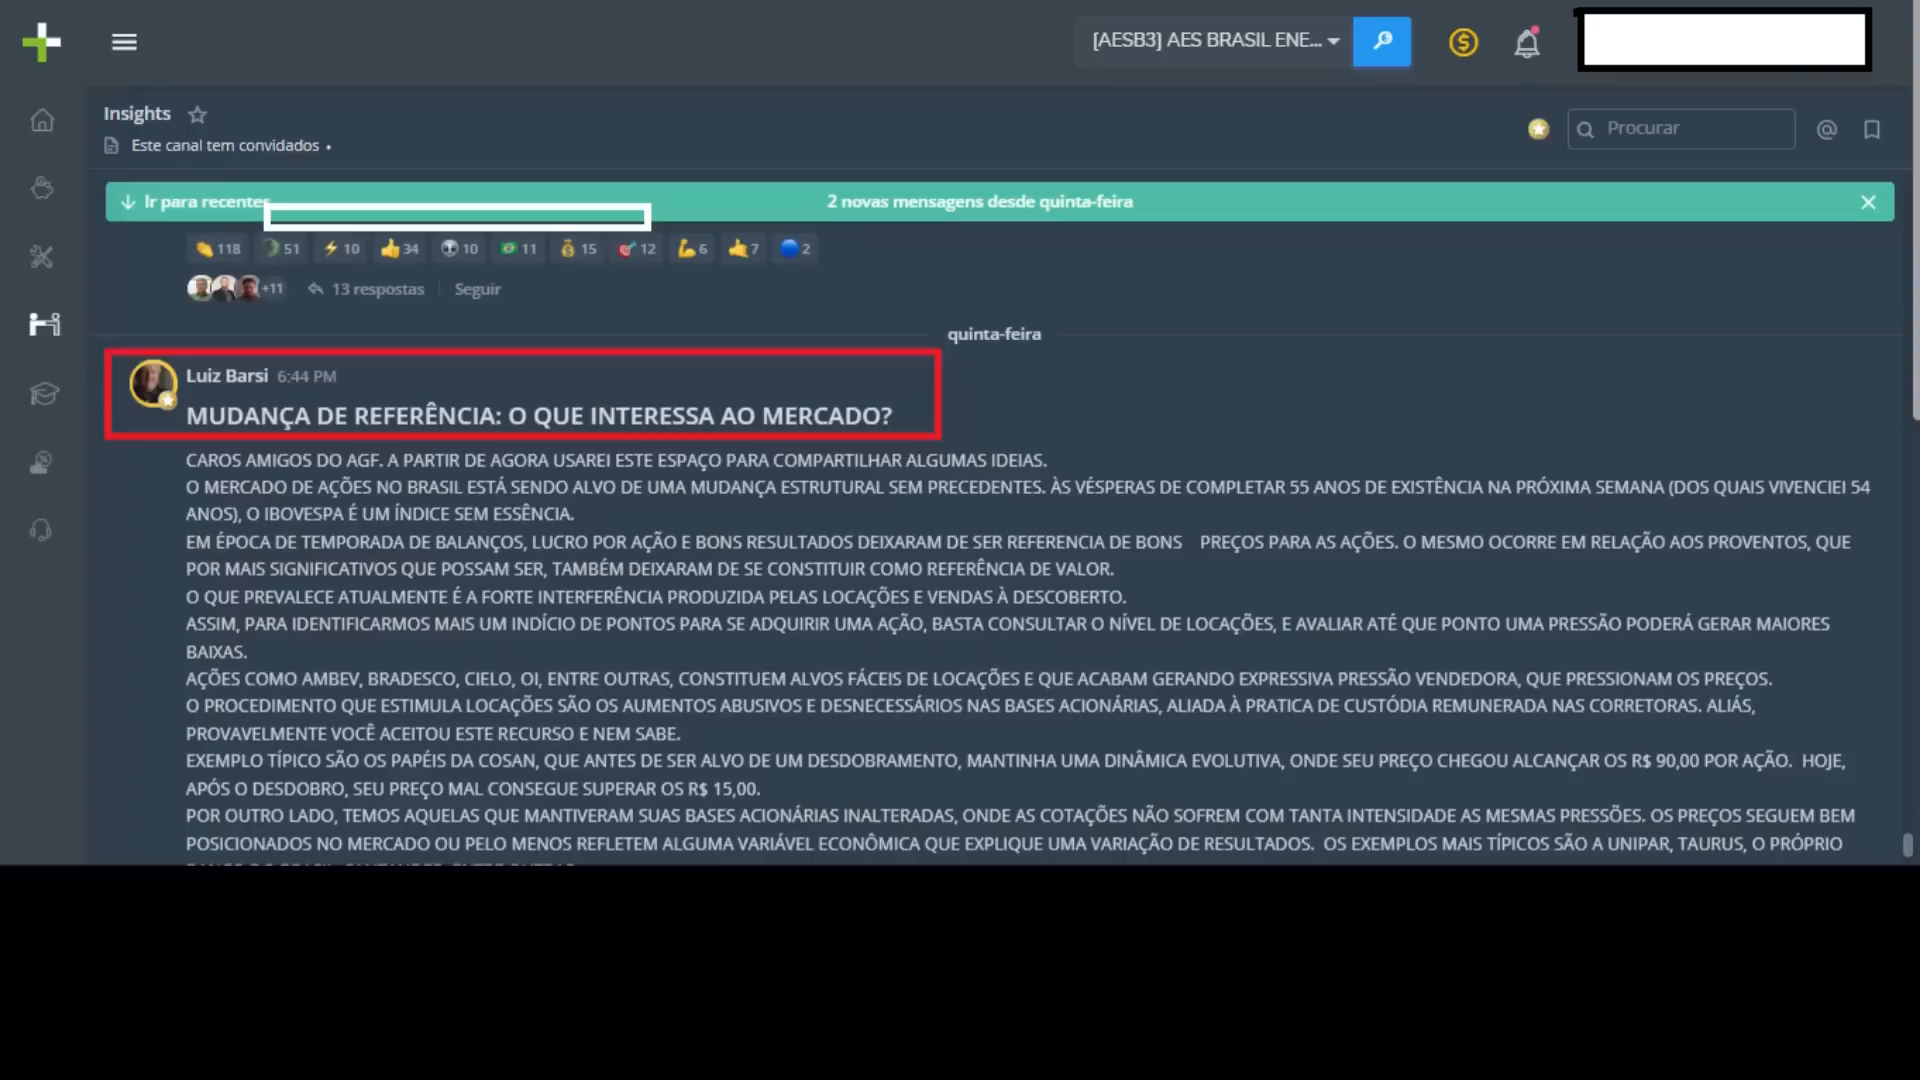 [AESB3] AES BRASIL ENE...
Insights
Este canal tem convidados •
Procurar
Ir para recentes
2 novas mensagens desde quinta-feira
118 51 10 34 10 11 15 12 6 7 2
+11 13 respostas Seguir
quinta-feira
Luiz Barsi 6:44 PM
MUDANÇA DE REFERÊNCIA: O QUE INTERESSA AO MERCADO?
CAROS AMIGOS DO AGF. A PARTIR DE AGORA USAREI ESTE ESPAÇO PARA COMPARTILHAR ALGUMAS IDEIAS.
O MERCADO DE AÇÕES NO BRASIL ESTÁ SENDO ALVO DE UMA MUDANÇA ESTRUTURAL SEM PRECEDENTES. ÀS VÉSPERAS DE COMPLETAR 55 ANOS DE EXISTÊNCIA NA PRÓXIMA SEMANA (DOS QUAIS VIVENCIEI 54
ANOS), O IBOVESPA É UM ÍNDICE SEM ESSÊNCIA.
EM ÉPOCA DE TEMPORADA DE BALANÇOS, LUCRO POR AÇÃO E BONS RESULTADOS DEIXARAM DE SER REFERENCIA DE BONS PREÇOS PARA AS AÇÕES. O MESMO OCORRE EM RELAÇÃO AOS PROVENTOS, QUE
POR MAIS SIGNIFICATIVOS QUE POSSAM SER, TAMBÉM DEIXARAM DE SE CONSTITUIR COMO REFERÊNCIA DE VALOR.
O QUE PREVALECE ATUALMENTE É A FORTE INTERFERÊNCIA PRODUZIDA PELAS LOCAÇÕES E VENDAS À DESCOBERTO.
ASSIM, PARA IDENTIFICARMOS MAIS UM INDÍCIO DE PONTOS PARA SE ADQUIRIR UMA AÇÃO, BASTA CONSULTAR O NÍVEL DE LOCAÇÕES, E AVALIAR ATÉ QUE PONTO UMA PRESSÃO PODERÁ GERAR MAIORES
BAIXAS.
AÇÕES COMO AMBEV, BRADESCO, CIELO, OI, ENTRE OUTRAS, CONSTITUEM ALVOS FÁCEIS DE LOCAÇÕES E QUE ACABAM GERANDO EXPRESSIVA PRESSÃO VENDEDORA, QUE PRESSIONAM OS PREÇOS.
O PROCEDIMENTO QUE ESTIMULA LOCAÇÕES SÃO OS AUMENTOS ABUSIVOS E DESNECESSÁRIOS NAS BASES ACIONÁRIAS, ALIADA À PRATICA DE CUSTÓDIA REMUNERADA NAS CORRETORAS. ALIÁS,
PROVAVELMENTE VOCÊ ACEITOU ESTE RECURSO E NEM SABE.
EXEMPLO TÍPICO SÃO OS PAPÉIS DA COSAN, QUE ANTES DE SER ALVO DE UM DESDOBRAMENTO, MANTINHA UMA DINÂMICA EVOLUTIVA, ONDE SEU PREÇO CHEGOU ALCANÇAR OS R$ 90,00 POR AÇÃO. HOJE,
APÓS O DESDOBRO, SEU PREÇO MAL CONSEGUE SUPERAR OS R$ 15,00.
POR OUTRO LADO, TEMOS AQUELAS QUE MANTIVERAM SUAS BASES ACIONÁRIAS INALTERADAS, ONDE AS COTAÇÕES NÃO SOFREM COM TANTA INTENSIDADE AS MESMAS PRESSÕES. OS PREÇOS SEGUEM BEM
POSICIONADOS NO MERCADO OU PELO MENOS REFLETEM ALGUMA VARIÁVEL ECONÔMICA QUE EXPLIQUE UMA VARIAÇÃO DE RESULTADOS. OS EXEMPLOS MAIS TÍPICOS SÃO A UNIPAR, TAURUS, O PRÓPRIO